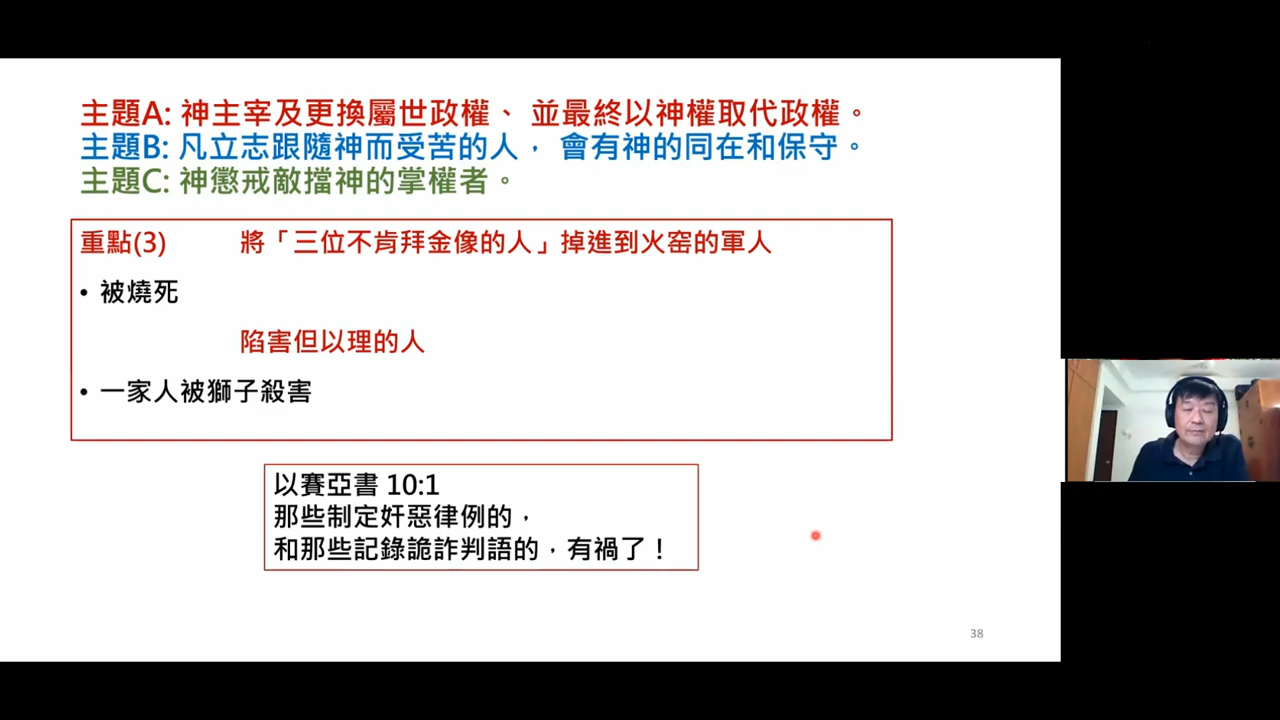 主題A: 神主宰及更換屬世政權、 並最終以神權取代政權。
主題B: 凡立志跟隨神而受苦的人， 會有神的同在和保守。
主題C: 神懲戒敵擋神的掌權者。
重點(3) 將「三位不肯拜金像的人」掉進到火窑的軍人
• 被燒死
陷害但以理的人
• 一家人被獅子殺害
以賽亞書 10:1
那些制定奸惡律例的，
和那些記錄詭詐判語的，有禍了！
38